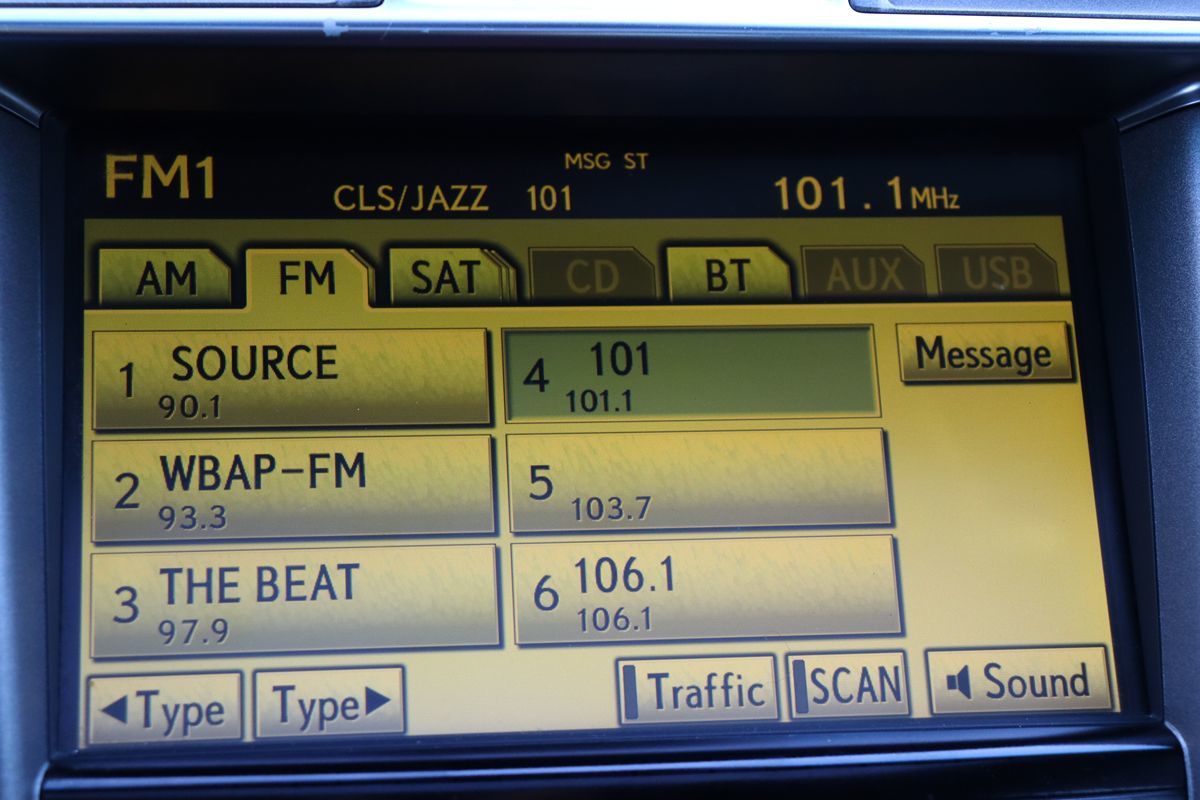 MSG ST
FM1 CLS/JAZZ 101 101.1MHz
AM FM SAT CD BT AUX USB
1 SOURCE
90.1
4 101
101.1
Message
2 WBAP-FM
93.3
5
103.7
3 THE BEAT
97.9
6 106.1
106.1
◀Type Type▶ Traffic SCAN Sound